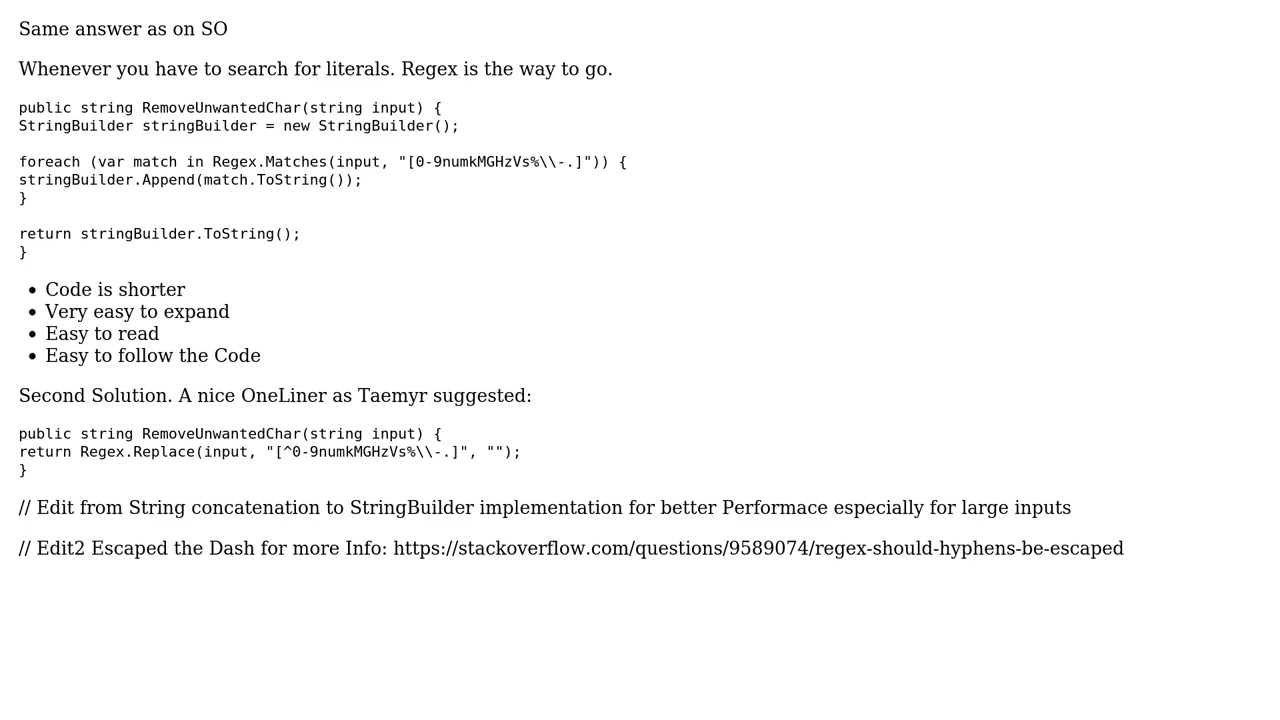 Same answer as on SO
Whenever you have to search for literals. Regex is the way to go.
public string RemoveUnwantedChar(string input) {
StringBuilder stringBuilder = new StringBuilder();
foreach (var match in Regex.Matches(input, "[0-9numkMGHzVs%\\-.]")) {
stringBuilder.Append(match.ToString());
}
return stringBuilder.ToString();
}
• Code is shorter
• Very easy to expand
• Easy to read
• Easy to follow the Code
Second Solution. A nice OneLiner as Taemyr suggested:
public string RemoveUnwantedChar(string input) {
return Regex.Replace(input, "[^0-9numkMGHzVs%\\-.]", "");
}
// Edit from String concatenation to StringBuilder implementation for better Performace especially for large inputs
// Edit2 Escaped the Dash for more Info: https://stackoverflow.com/questions/9589074/regex-should-hyphens-be-escaped